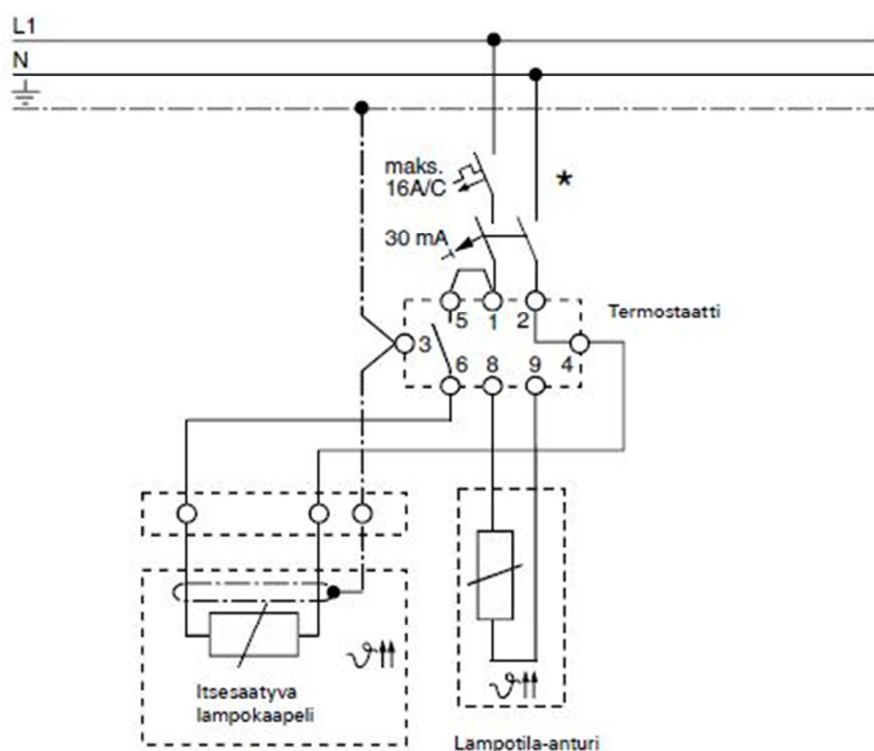 L1
N
maks.
16A/C
*
30 mA
5 1 2
Termostaatti
3
6 8 9 4
Itsesaatyva
lampokaapeli
ϑ
ϑ
Lampotila-anturi